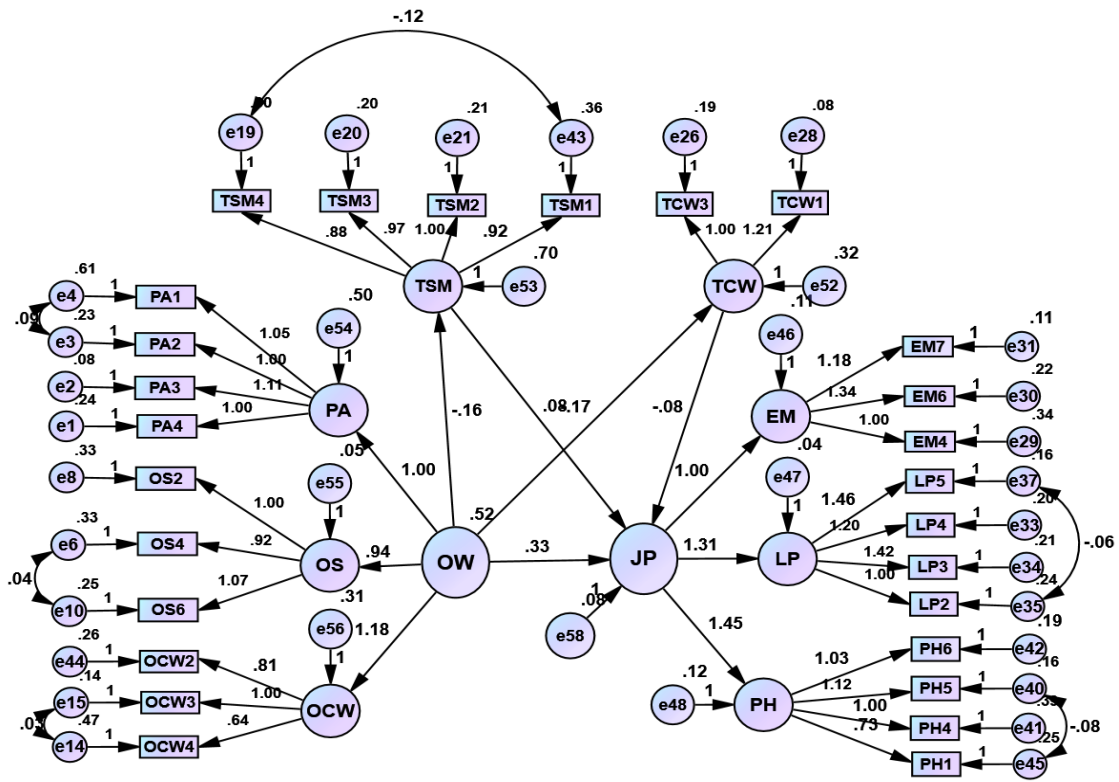 -.12
.20 .21 .36 .19 .08
e19 e20 e21 e43 e26 e28
1 1 1 1 1 1
TSM4 TSM3 TSM2 TSM1 TCW3 TCW1
.88 .97 1.00 .92 1.00 1.21
.70 .32
TSM 1 e53 TCW 1 e52
.61 .50 .11
e4 1 PA1 e54 e46 .11
.09 .23 1.05 1 1 1.18 EM7 1 e31
e3 1 PA2 1.00 .22
.08 1.11 1.34 EM6 1 e30
e2 1 PA3 PA EM .34
.24 1.00 -.16 .08 -.17 -.08 1.00 EM4 1 e29
e1 1 PA4 .05 .04 .16
.33 1.00 1.00 e47 LP5 1 e37
e8 1 OS2 e55 1 1.46 .20
1.00 1 1.20 LP4 1 e33
.33 .52 .21 -.06
e6 1 OS4 .92 .94 .33 1.31 1.42 LP3 1 e34
.04 OS OW JP LP 1.00 .24
.25 1.07 LP2 1 e35
e10 1 OS6 .31 .08 1 .19
.26 e56 1.18 e58 1.45 PH6 1 e42
e44 1 OCW2 .81 1 .12 1.03 .16
.14 1.00 e48 1 PH 1.12 PH5 1 e40
e15 1 OCW3 OCW 1.00
.47 .64 PH4 1 e41 -.08
e14 1 OCW4 .73 .25
PH1 1 e45